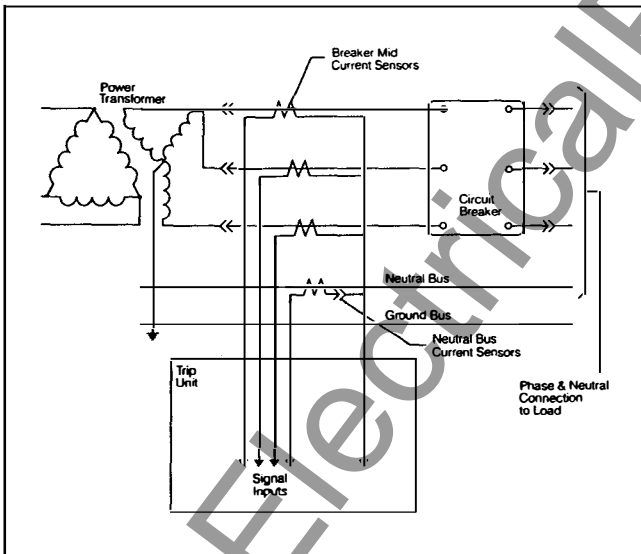 Breaker Mid
Current Sensors
Power
Transformer
Circuit
Breaker
Neutral Bus
Ground Bus
Neutral Bus
Current Sensors
Trip
Unit
Phase & Neutral
Connection
to Load
Signal
Inputs
Electrical